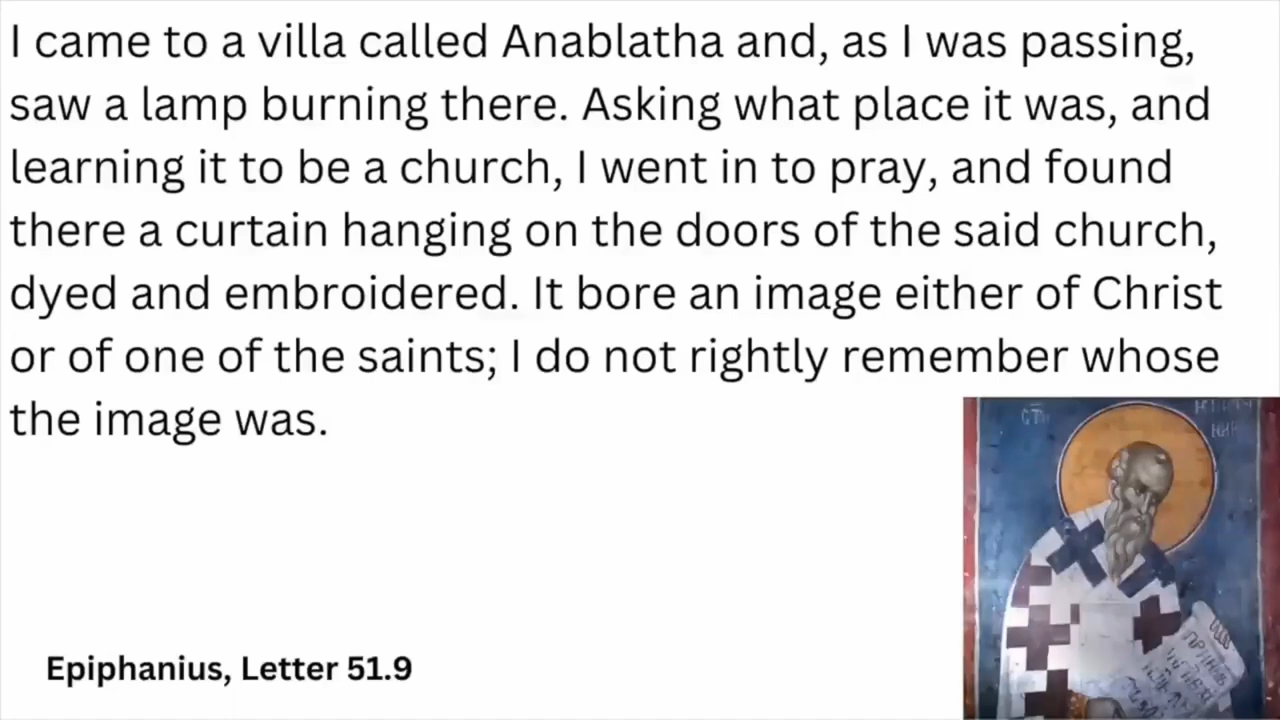 I came to a villa called Anablatha and, as I was passing,
saw a lamp burning there. Asking what place it was, and
learning it to be a church, I went in to pray, and found
there a curtain hanging on the doors of the said church,
dyed and embroidered. It bore an image either of Christ
or of one of the saints; I do not rightly remember whose
the image was.
Epiphanius, Letter 51.9